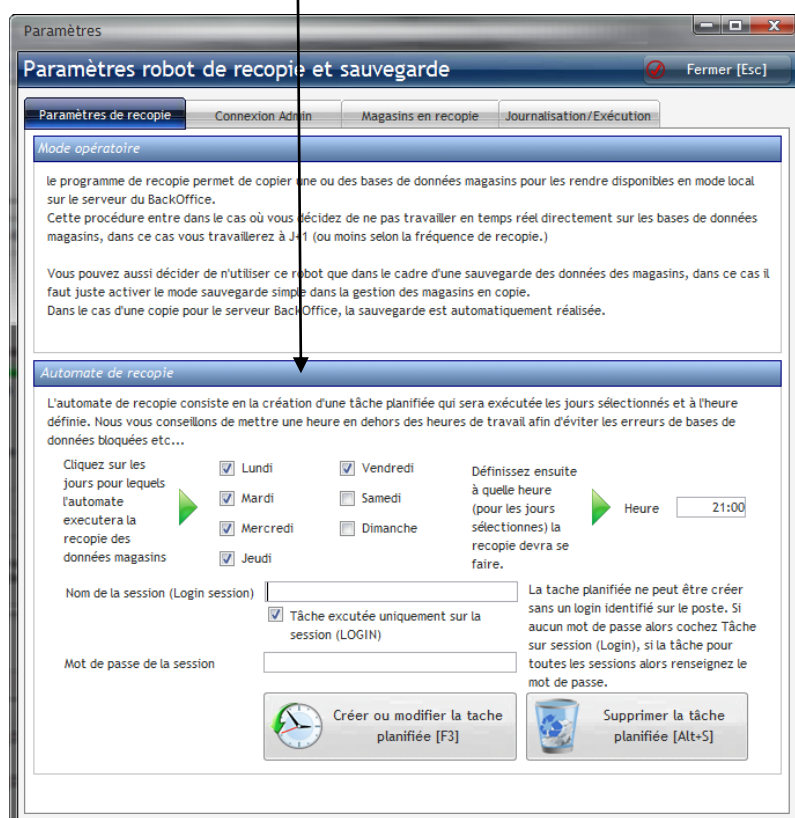 Paramètres
Paramètres robot de recopie et sauvegarde
Fermer [Esc]
Paramètres de recopie
Connexion Admin
Magasins en recopie
Journalisation/Exécution
Mode opératoire
le programme de recopie permet de copier une ou des bases de données magasins pour les rendre disponibles en mode local
sur le serveur du BackOffice.
Cette procédure entre dans le cas où vous décidez de ne pas travailler en temps réel directement sur les bases de données
magasins, dans ce cas vous travaillerez à J+1 (ou moins selon la fréquence de recopie.)
Vous pouvez aussi décider de n'utiliser ce robot que dans le cadre d'une sauvegarde des données des magasins, dans ce cas il
faut juste activer le mode sauvegarde simple dans la gestion des magasins en copie.
Dans le cas d'une copie pour le serveur BackOffice, la sauvegarde est automatiquement réalisée.
Automate de recopie
L'automate de recopie consiste en la création d'une tâche planifiée qui sera exécutée les jours sélectionnés et à l'heure
définie. Nous vous conseillons de mettre une heure en dehors des heures de travail afin d'éviter les erreurs de bases de
données bloquées etc...
Cliquez sur les
jours pour lequels
l'automate
executera la
recopie des
données magasins
Lundi
Mardi
Mercredi
Jeudi
Vendredi
Samedi
Dimanche
Définissez ensuite
à quelle heure
(pour les jours
sélectionnes) la
recopie devra se
faire.
Heure
21:00
Nom de la session (Login session)
Tâche excutée uniquement sur la
session (LOGIN)
Mot de passe de la session
La tache planifiée ne peut être créer
sans un login identifié sur le poste. Si
aucun mot de passe alors cochez Tâche
sur session (Login), si la tâche pour
toutes les sessions alors renseignez le
mot de passe.
Créer ou modifier la tache
planifiée [F3]
Supprimer la tâche
planifiée [Alt+S]